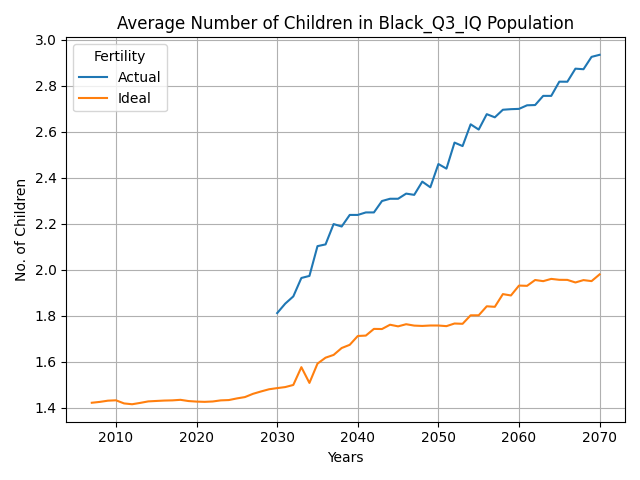 Average Number of Children in Black_Q3_IQ Population
Fertility
Actual
Ideal
No. of Children
3.0
2.8
2.6
2.4
2.2
2.0
1.8
1.6
1.4
2010 2020 2030 2040 2050 2060 2070
Years